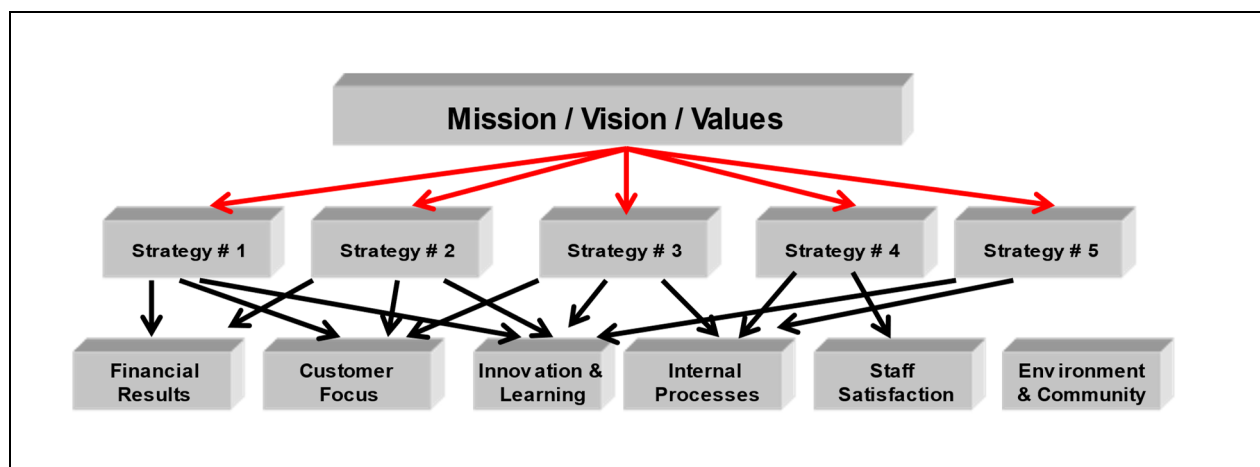 Mission / Vision / Values
Strategy # 1
Strategy # 2
Strategy # 3
Strategy # 4
Strategy # 5
Financial
Results
Customer
Focus
Innovation &
Learning
Internal
Processes
Staff
Satisfaction
Environment
& Community